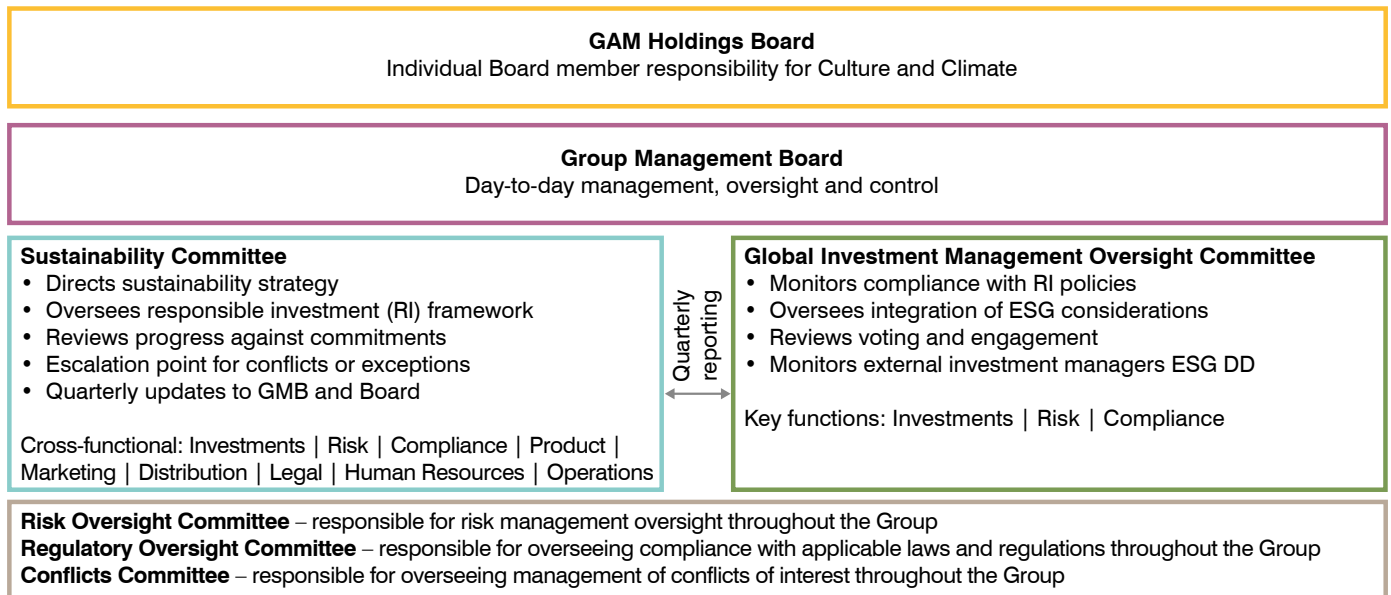 GAM Holdings Board
Individual Board member responsibility for Culture and Climate
Group Management Board
Day-to-day management, oversight and control
Sustainability Committee
• Directs sustainability strategy
• Oversees responsible investment (RI) framework
• Reviews progress against commitments
• Escalation point for conflicts or exceptions
• Quarterly updates to GMB and Board
Cross-functional: Investments | Risk | Compliance | Product |
Marketing | Distribution | Legal | Human Resources | Operations
Quarterly
reporting
Global Investment Management Oversight Committee
• Monitors compliance with RI policies
• Oversees integration of ESG considerations
• Reviews voting and engagement
• Monitors external investment managers ESG DD
Key functions: Investments | Risk | Compliance
Risk Oversight Committee – responsible for risk management oversight throughout the Group
Regulatory Oversight Committee – responsible for overseeing compliance with applicable laws and regulations throughout the Group
Conflicts Committee – responsible for overseeing management of conflicts of interest throughout the Group